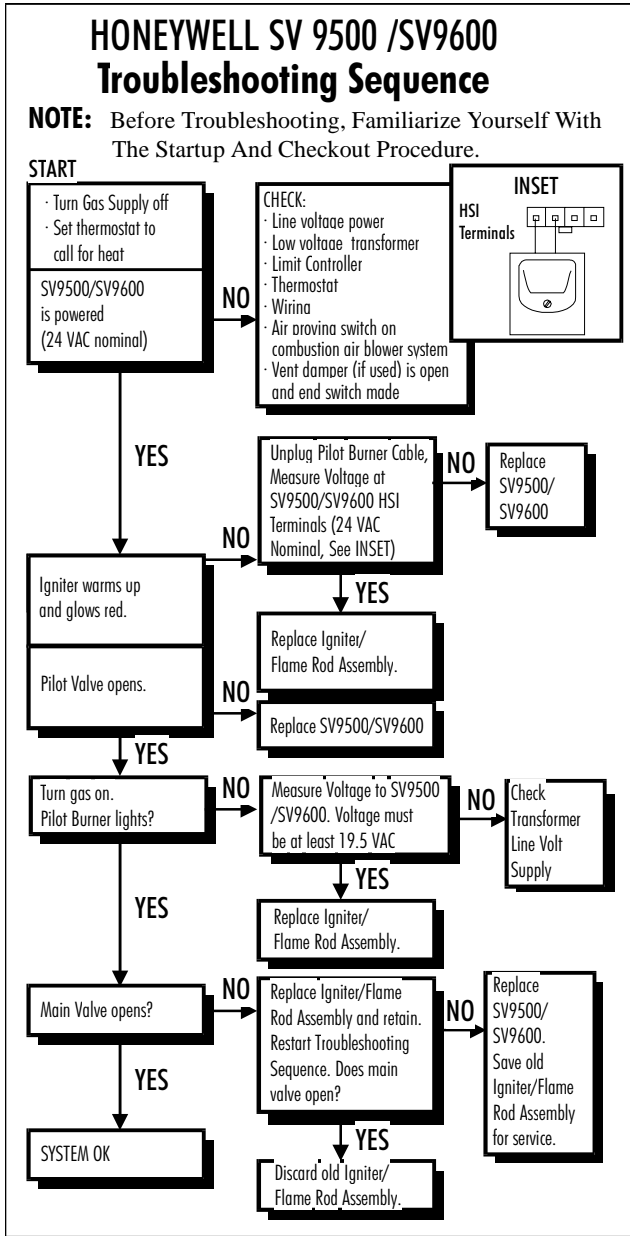 HONEYWELL SV 9500 /SV9600
Troubleshooting Sequence
NOTE: Before Troubleshooting, Familiarize Yourself With
The Startup And Checkout Procedure.
START
· Turn Gas Supply off
· Set thermostat to
call for heat
SV9500/SV9600
is powered
(24 VAC nominal)
NO
CHECK:
· Line voltage power
· Low voltage transformer
· Limit Controller
· Thermostat
· Wirina
· Air provina switch on
combustion air blower system
· Vent damper (if used) is open
and end switch made
INSET
HSI
Terminals
YES
Unplug Pilot Burner Cable,
Measure Voltage at
SV9500/SV9600 HSI
Terminals (24 VAC
Nominal, See INSET)
NO
Replace
SV9500/
SV9600
NO
YES
Igniter warms up
and glows red.
Replace Igniter/
Flame Rod Assembly.
Pilot Valve opens.
NO
Replace SV9500/SV9600
YES
Turn gas on.
Pilot Burner lights?
NO
Measure Voltage to SV9500
/SV9600. Voltage must
be at least 19.5 VAC
NO
Check
Transformer
Line Volt
Supply
YES
YES
Replace Igniter/
Flame Rod Assembly.
Main Valve opens?
NO
Replace Igniter/Flame
Rod Assembly and retain.
Restart Troubleshooting
Sequence. Does main
valve open?
NO
Replace
SV9500/
SV9600.
Save old
Igniter/Flame
Rod Assembly
for service.
YES
YES
SYSTEM OK
Discard old Igniter/
Flame Rod Assembly.